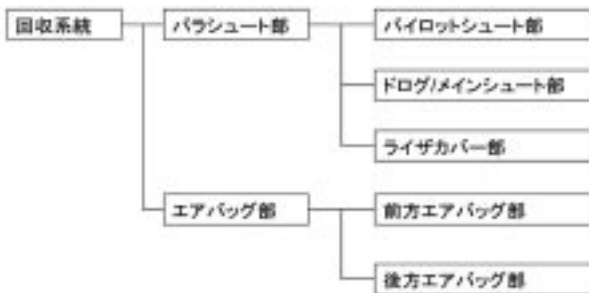 回収系統
パラシュート部
パイロットシュート部
ドログ/メインシュート部
ライザカバー部
エアバッグ部
前方エアバッグ部
後方エアバッグ部